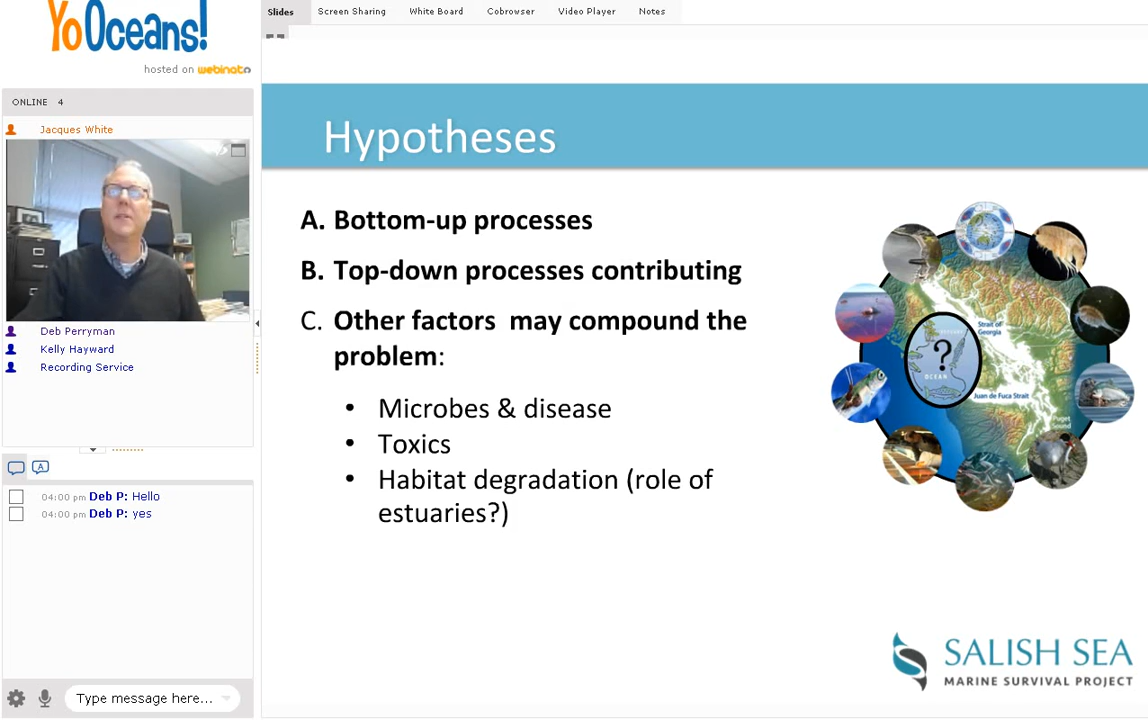 YoOceans!
hosted on webinato
ONLINE 4
Jacques White
Deb Perryman
Kelly Hayward
Recording Service
04:00 pm Deb P: Hello
04:00 pm Deb P: yes
Type message here...
Slides Screen Sharing White Board Cobrowser Video Player Notes
Hypotheses
A. Bottom-up processes
B. Top-down processes contributing
C. Other factors may compound the
problem:
• Microbes & disease
• Toxics
• Habitat degradation (role of
estuaries?)
Strait of
Georgia
?
OCEAN
Juan de Fuca Strait
Puget
Sound
SALISH SEA
MARINE SURVIVAL PROJECT